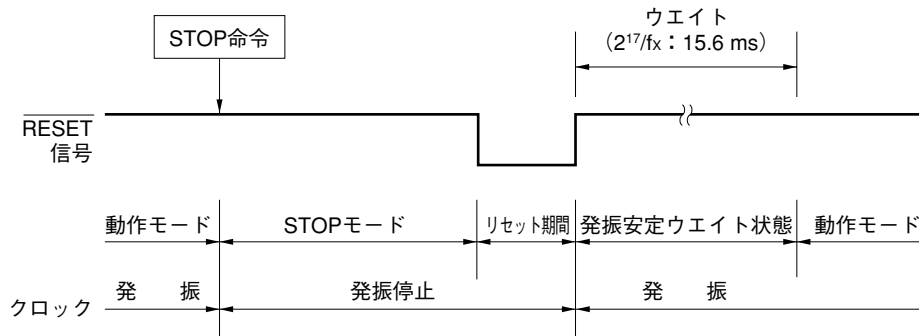 ウエイト
(2¹⁷/fx : 15.6 ms)
STOP命令
RESET
信号
動作モード STOPモード リセット期間 発振安定ウエイト状態 動作モード
クロック 発 振 発振停止 発 振